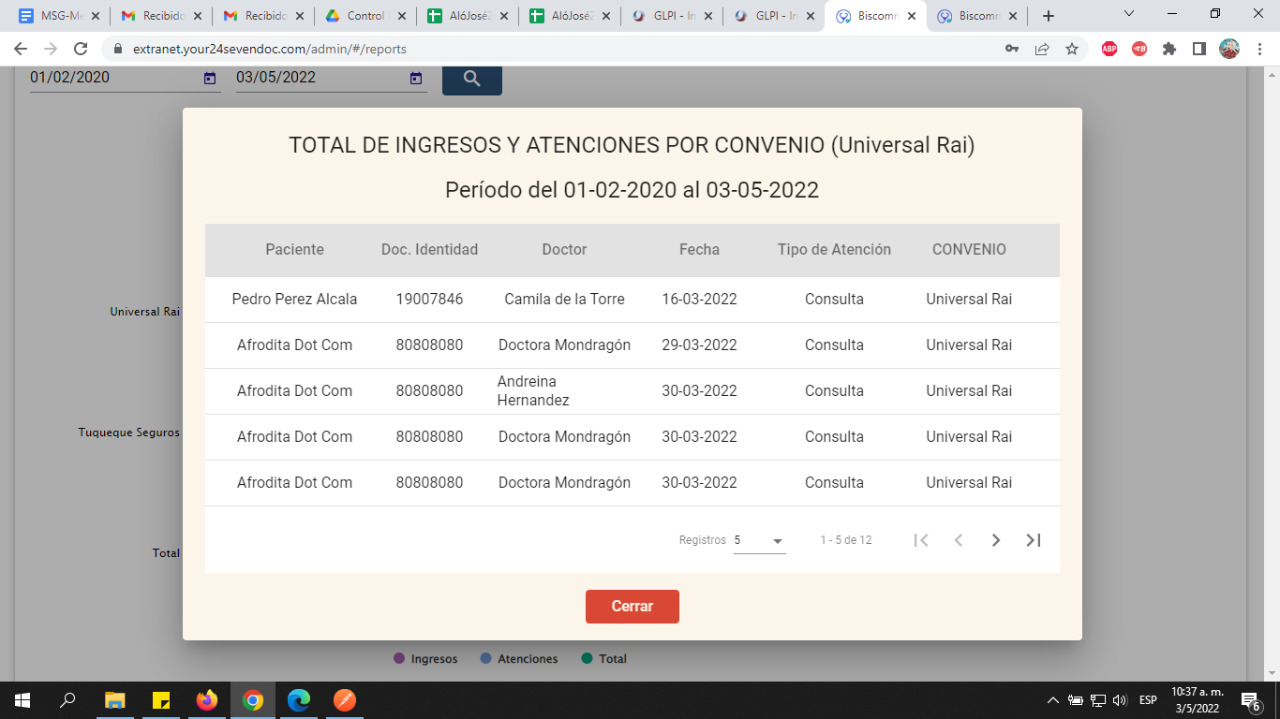 MSG-Me
Recibido
Recibido
Control
AlóJosé2
AlóJosé2
GLPI - In
GLPI - In
Biscomm
Biscomm
extranet.your24sevendoc.com/admin/#/reports
ABP
01/02/2020
03/05/2022
TOTAL DE INGRESOS Y ATENCIONES POR CONVENIO (Universal Rai)
Período del 01-02-2020 al 03-05-2022
Paciente Doc. Identidad Doctor Fecha Tipo de Atención CONVENIO
Pedro Perez Alcala 19007846 Camila de la Torre 16-03-2022 Consulta Universal Rai
Afrodita Dot Com 80808080 Doctora Mondragón 29-03-2022 Consulta Universal Rai
Afrodita Dot Com 80808080 Andreina Hernandez 30-03-2022 Consulta Universal Rai
Afrodita Dot Com 80808080 Doctora Mondragón 30-03-2022 Consulta Universal Rai
Afrodita Dot Com 80808080 Doctora Mondragón 30-03-2022 Consulta Universal Rai
Registros 5 1 - 5 de 12
Cerrar
Universal Rai
Tuqueque Seguros
Total
Ingresos Atenciones Total
ESP
10:37 a. m.
3/5/2022
6